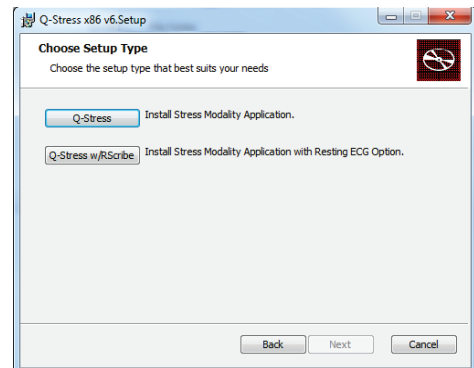 Q-Stress x86 v6.Setup
Choose Setup Type
Choose the setup type that best suits your needs
Q-Stress Install Stress Modality Application.
Q-Stress w/RScribe Install Stress Modality Application with Resting ECG Option.
Back Next Cancel